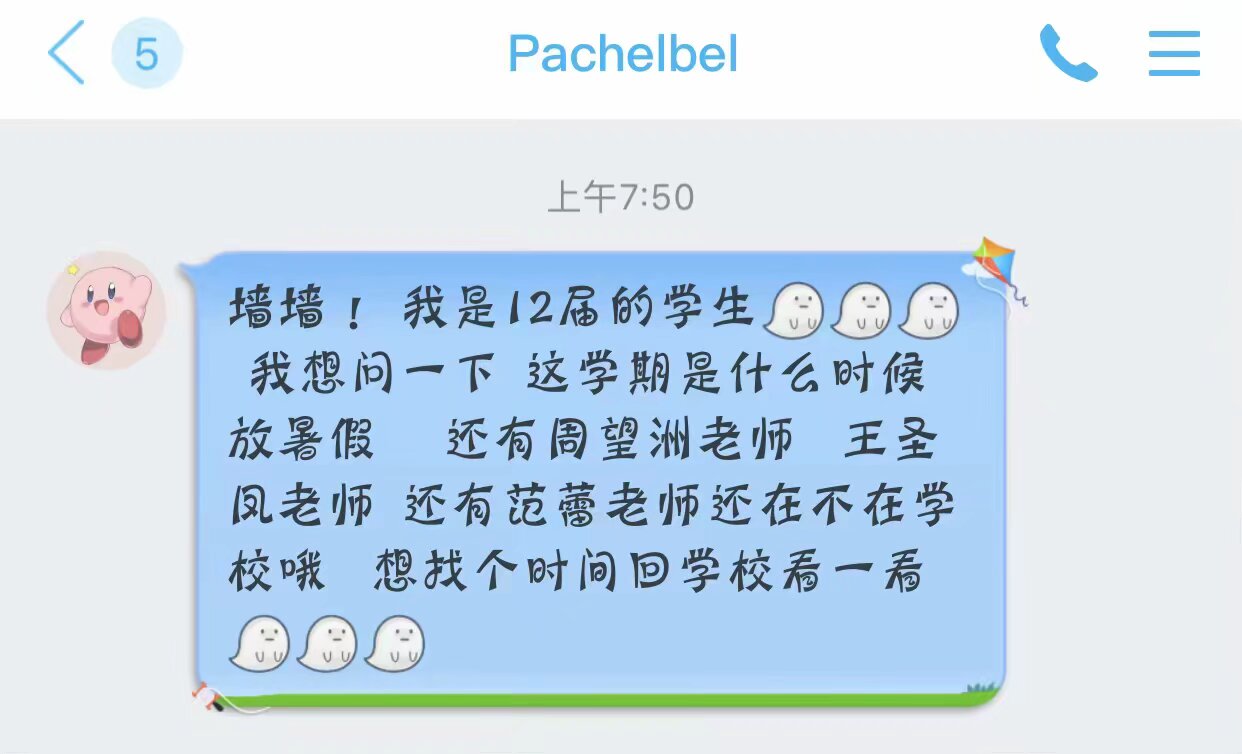 5
Pachelbel
上午7:50
墙墙！ 我是12届的学生
我想问一下 这学期是什么时候
放暑假 还有周望洲老师 王圣
凤老师 还有范蕾老师还在不在学
校哦 想找个时间回学校看一看